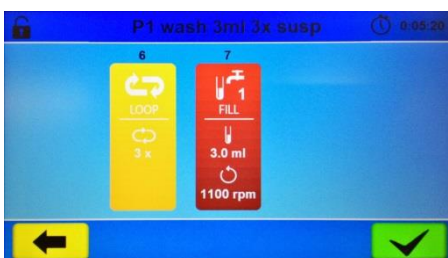 P1 wash 3ml 3x susp
0:05:20
6
7
LOOP
3 x
1
FILL
3.0 ml
1100 rpm